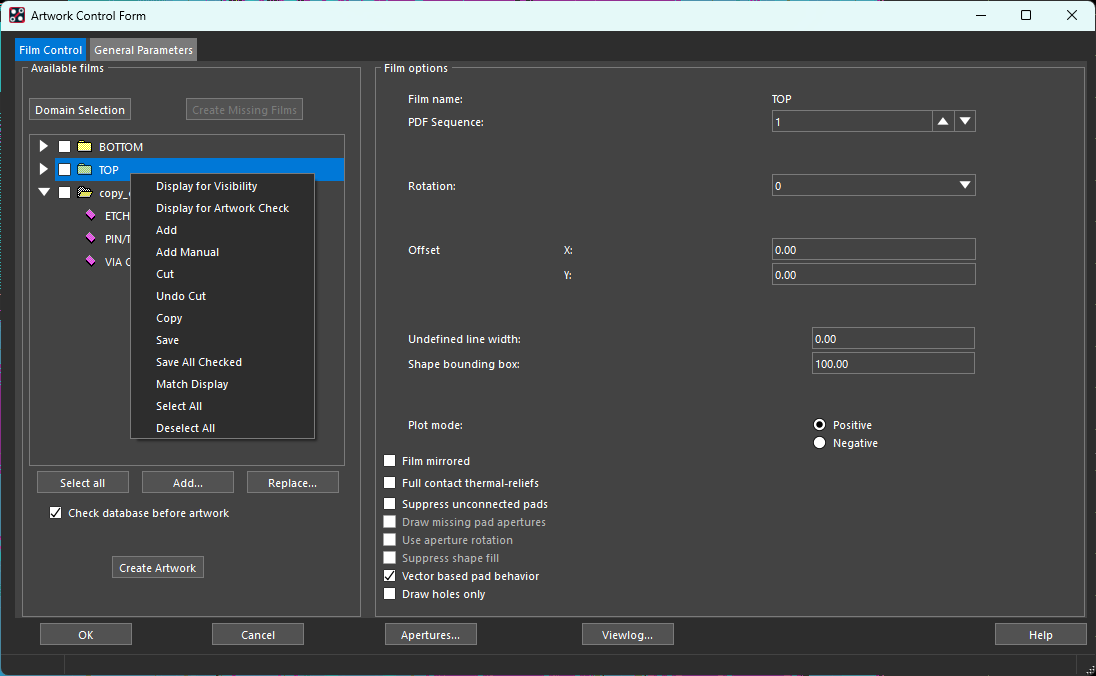 Artwork Control Form
Film Control
General Parameters
Available films
Domain Selection
Create Missing Films
BOTTOM
TOP
copy_
ETCH
PIN/T
VIA
Display for Visibility
Display for Artwork Check
Add
Add Manual
Cut
Undo Cut
Copy
Save
Save All Checked
Match Display
Select All
Deselect All
Select all
Add...
Replace...
Check database before artwork
Create Artwork
Film options
Film name: TOP
PDF Sequence: 1
Rotation: 0
Offset X: 0.00
Y: 0.00
Undefined line width: 0.00
Shape bounding box: 100.00
Plot mode: Positive
Negative
Film mirrored
Full contact thermal-reliefs
Suppress unconnected pads
Draw missing pad apertures
Use aperture rotation
Suppress shape fill
Vector based pad behavior
Draw holes only
OK
Cancel
Apertures...
Viewlog...
Help